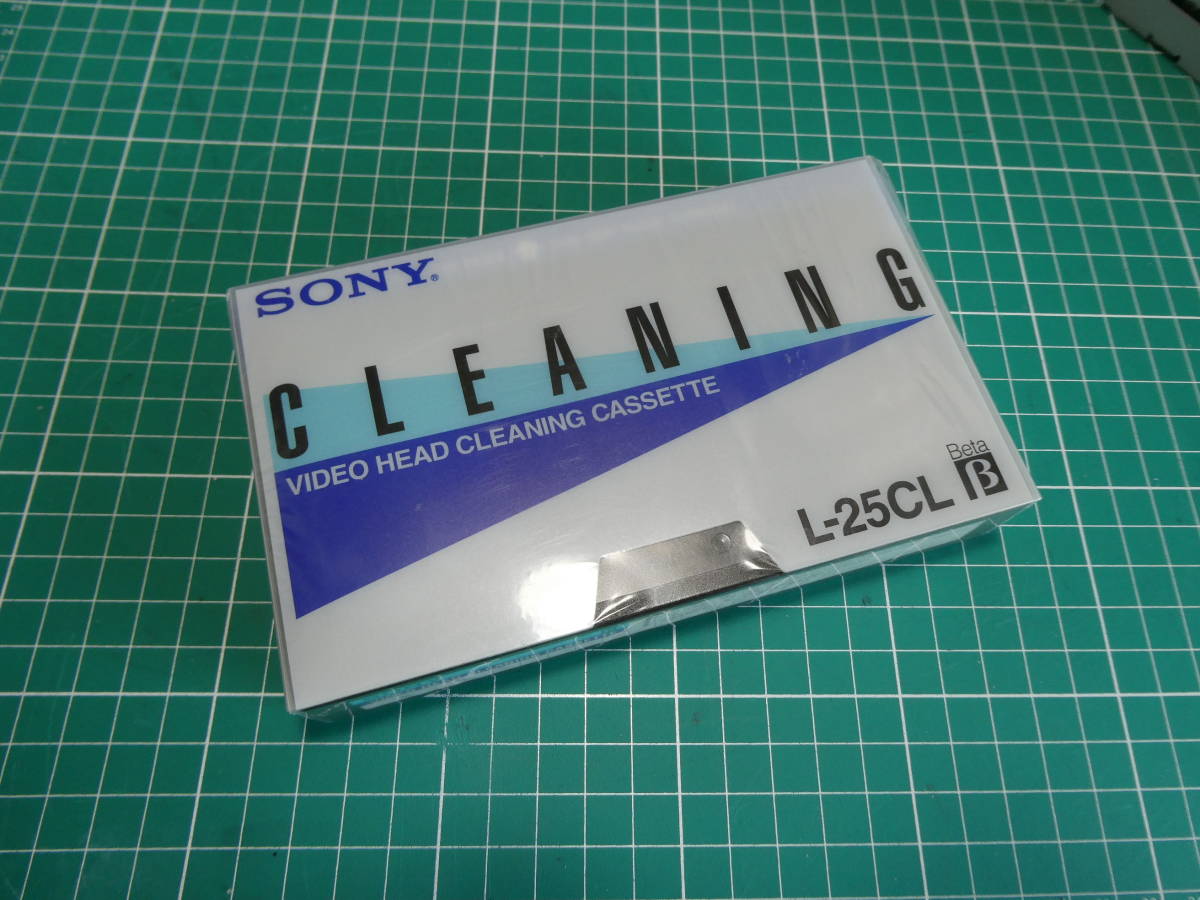 SONY®
CLEANING
VIDEO HEAD CLEANING CASSETTE
Beta
L-25CL β